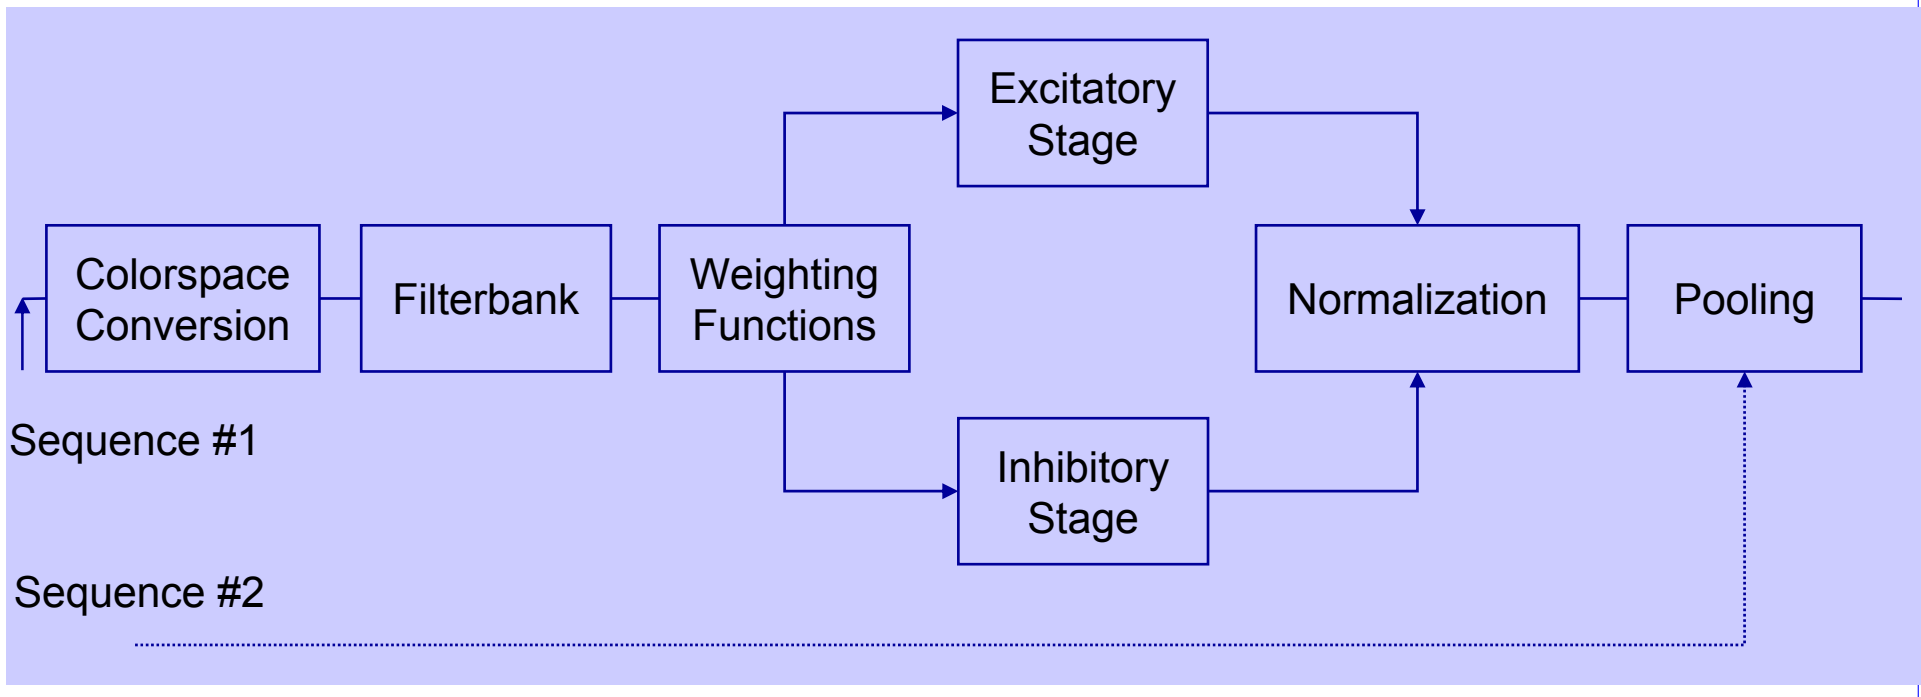 Excitatory
Stage
Colorspace
Conversion
Filterbank
Weighting
Functions
Normalization
Pooling
Sequence #1
Inhibitory
Stage
Sequence #2